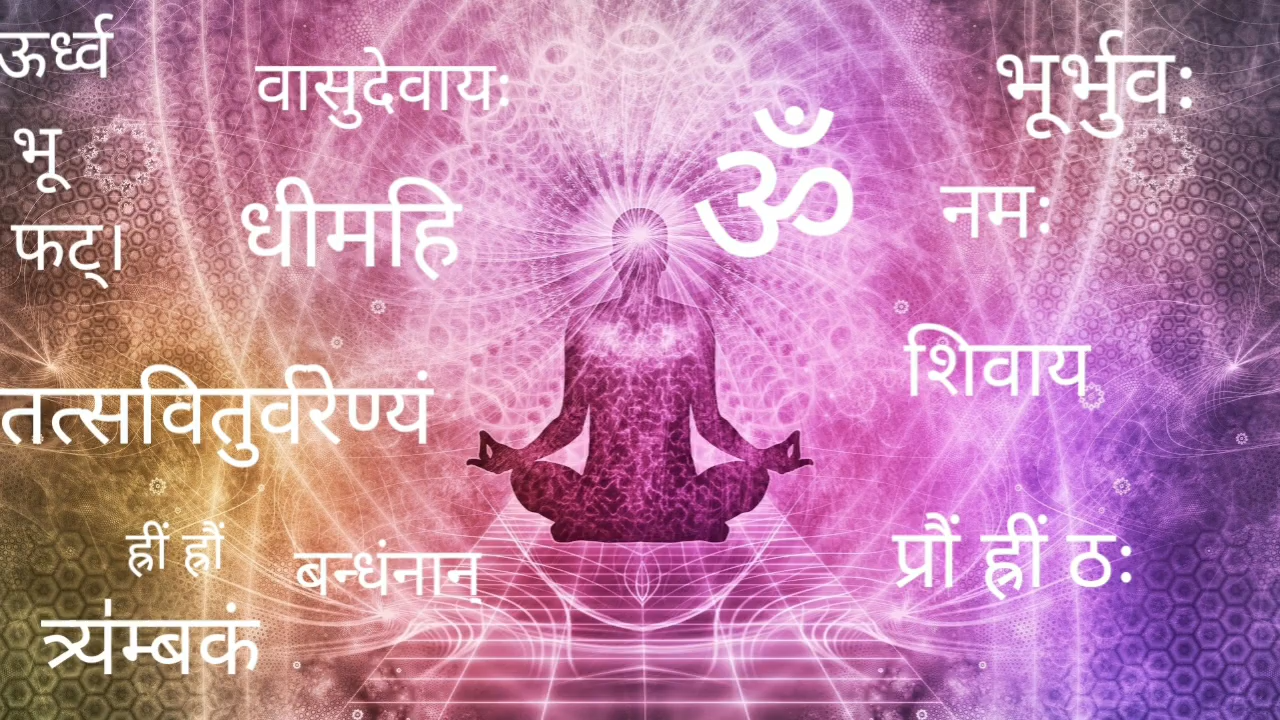 ऊर्ध्व
भू
फट्।
वासुदेवायः
धीमहि
ॐ
भूर्भुवः
नमः
तत्सवितुर्वरेण्यं
शिवाय
ह्रीं ह्रौं
बन्धंनान्
त्र्य॑म्बकं
प्रौं ह्रीं ठः